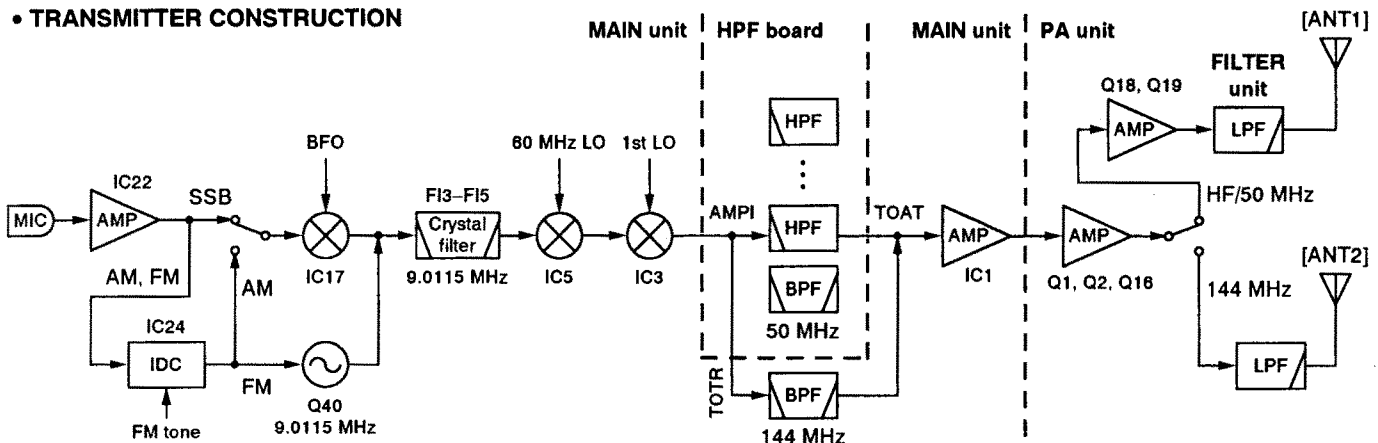 • TRANSMITTER CONSTRUCTION
MAIN unit
HPF board
MAIN unit
PA unit
[ANT1]
FILTER
unit
Q18, Q19
AMP
LPF
HPF
BFO
60 MHz LO
1st LO
IC22
SSB
FI3–FI5
AMPI
TOAT
HF/50 MHz
MIC
AMP
Crystal
filter
HPF
AMP
AMP
AM, FM
AM
IC17
9.0115 MHz
IC5
IC3
IC1
Q1, Q2, Q16
[ANT2]
BPF
144 MHz
IC24
50 MHz
IDC
FM
TOTR
BPF
LPF
Q40
FM tone
9.0115 MHz
144 MHz